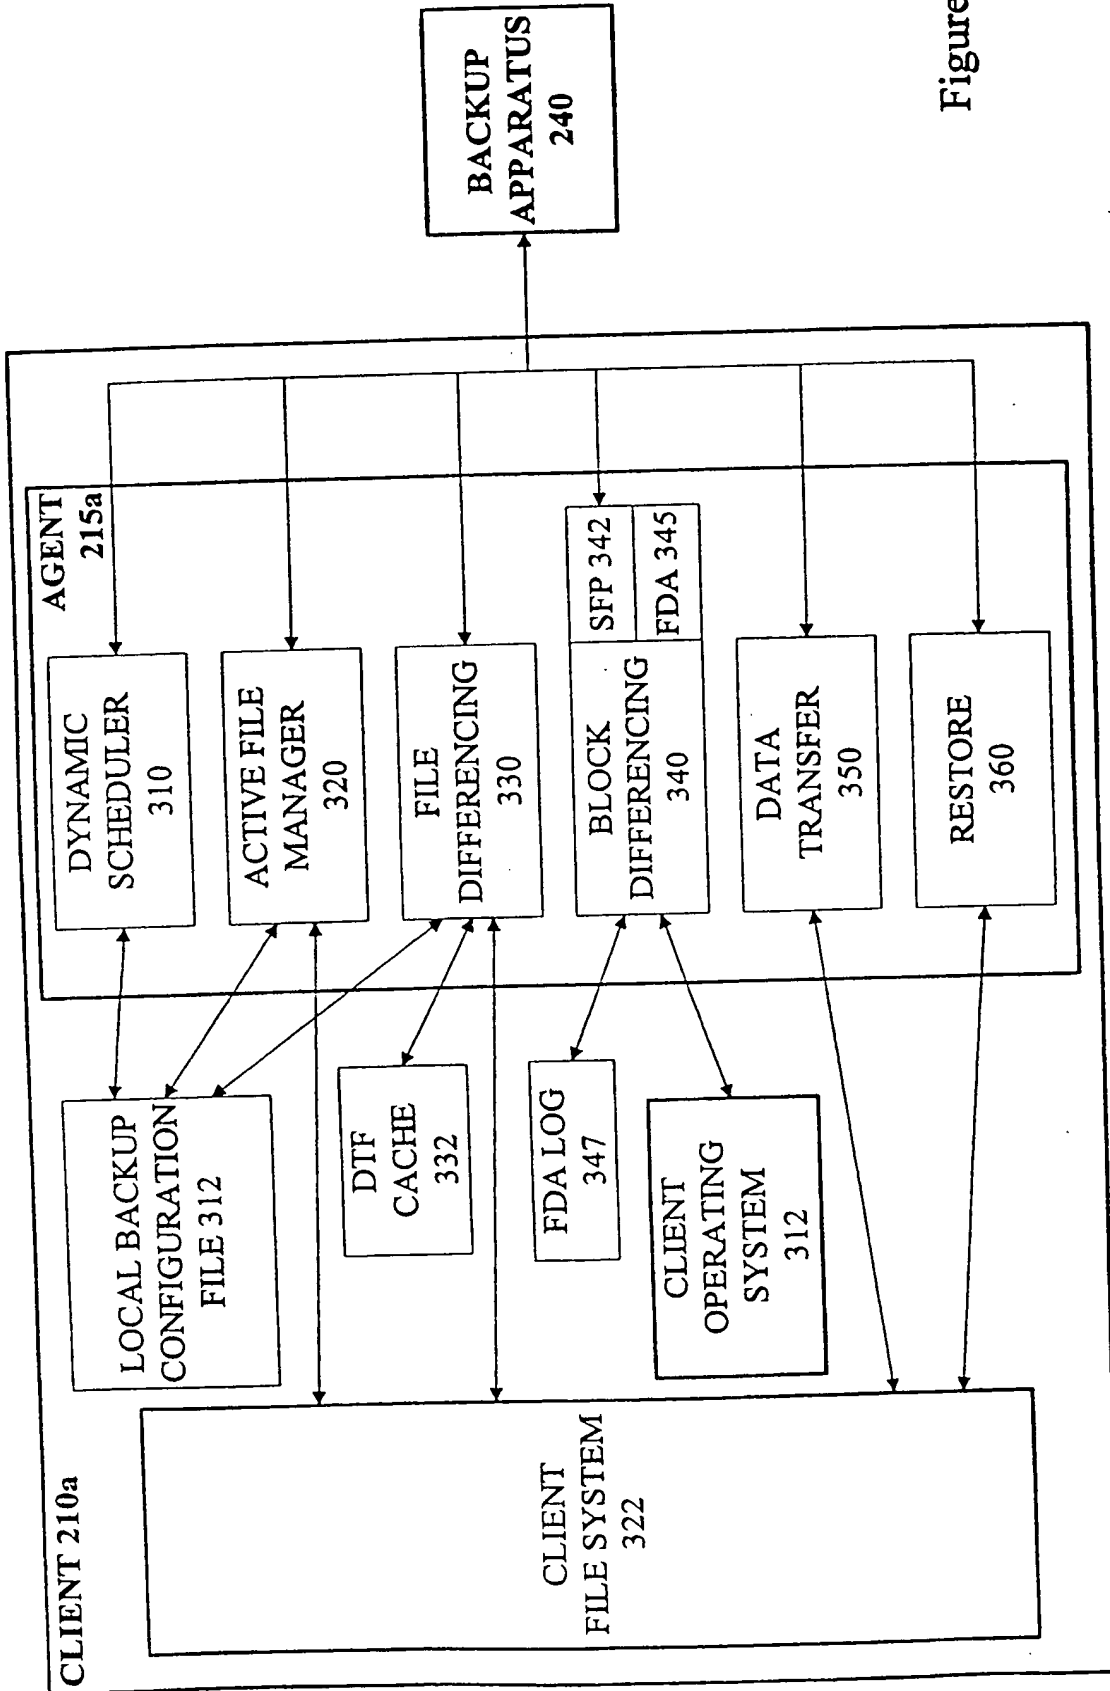 CLIENT 210a
CLIENT
FILE SYSTEM
322
LOCAL BACKUP
CONFIGURATION
FILE 312
DTF
CACHE
332
FDA LOG
347
CLIENT
OPERATING
SYSTEM
312
AGENT
215a
DYNAMIC
SCHEDULER
310
ACTIVE FILE
MANAGER
320
FILE
DIFFERENCING
330
BLOCK
DIFFERENCING
340
SFP 342
FDA 345
DATA
TRANSFER
350
RESTORE
360
BACKUP
APPARATUS
240
Figure